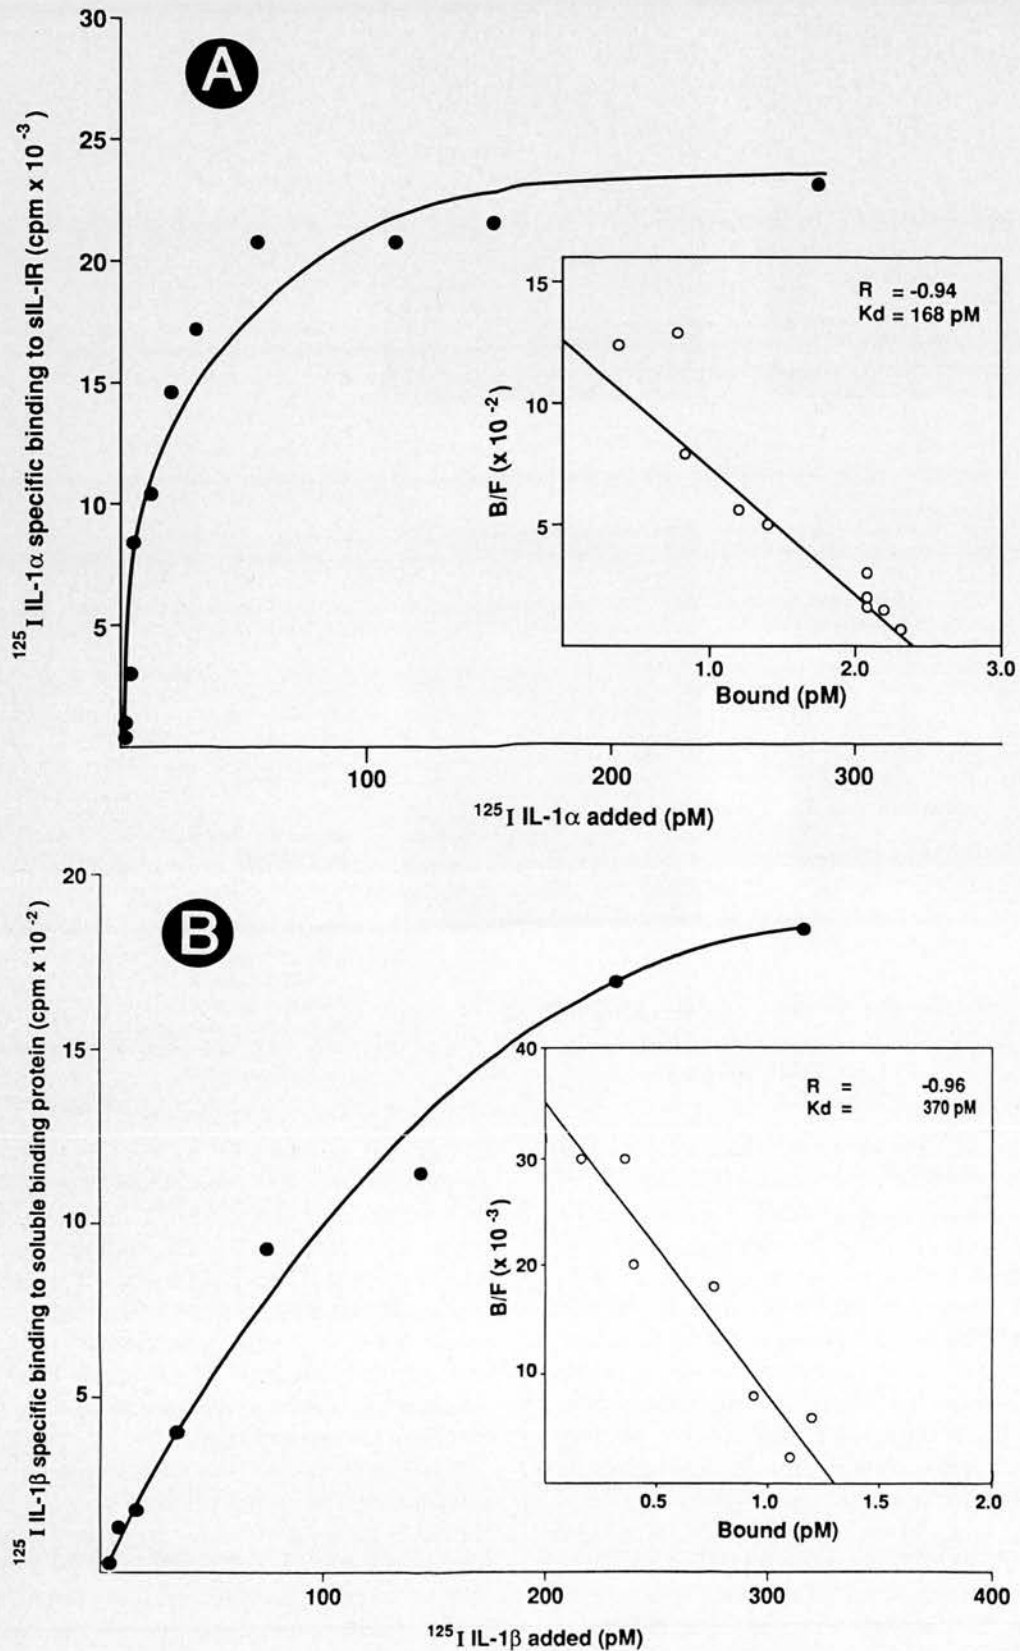 A
¹²⁵I IL-1α specific binding to sIL-IR (cpm x 10⁻³)
30
25
20
15
10
5
100
200
300
¹²⁵I IL-1α added (pM)
R = -0.94
Kd = 168 pM
B/F (x 10⁻²)
15
10
5
1.0
2.0
3.0
Bound (pM)
B
¹²⁵I IL-1β specific binding to soluble binding protein (cpm x 10⁻²)
20
15
10
5
100
200
300
400
¹²⁵I IL-1β added (pM)
R = -0.96
Kd = 370 pM
B/F (x 10⁻³)
40
30
20
10
0.5
1.0
1.5
2.0
Bound (pM)